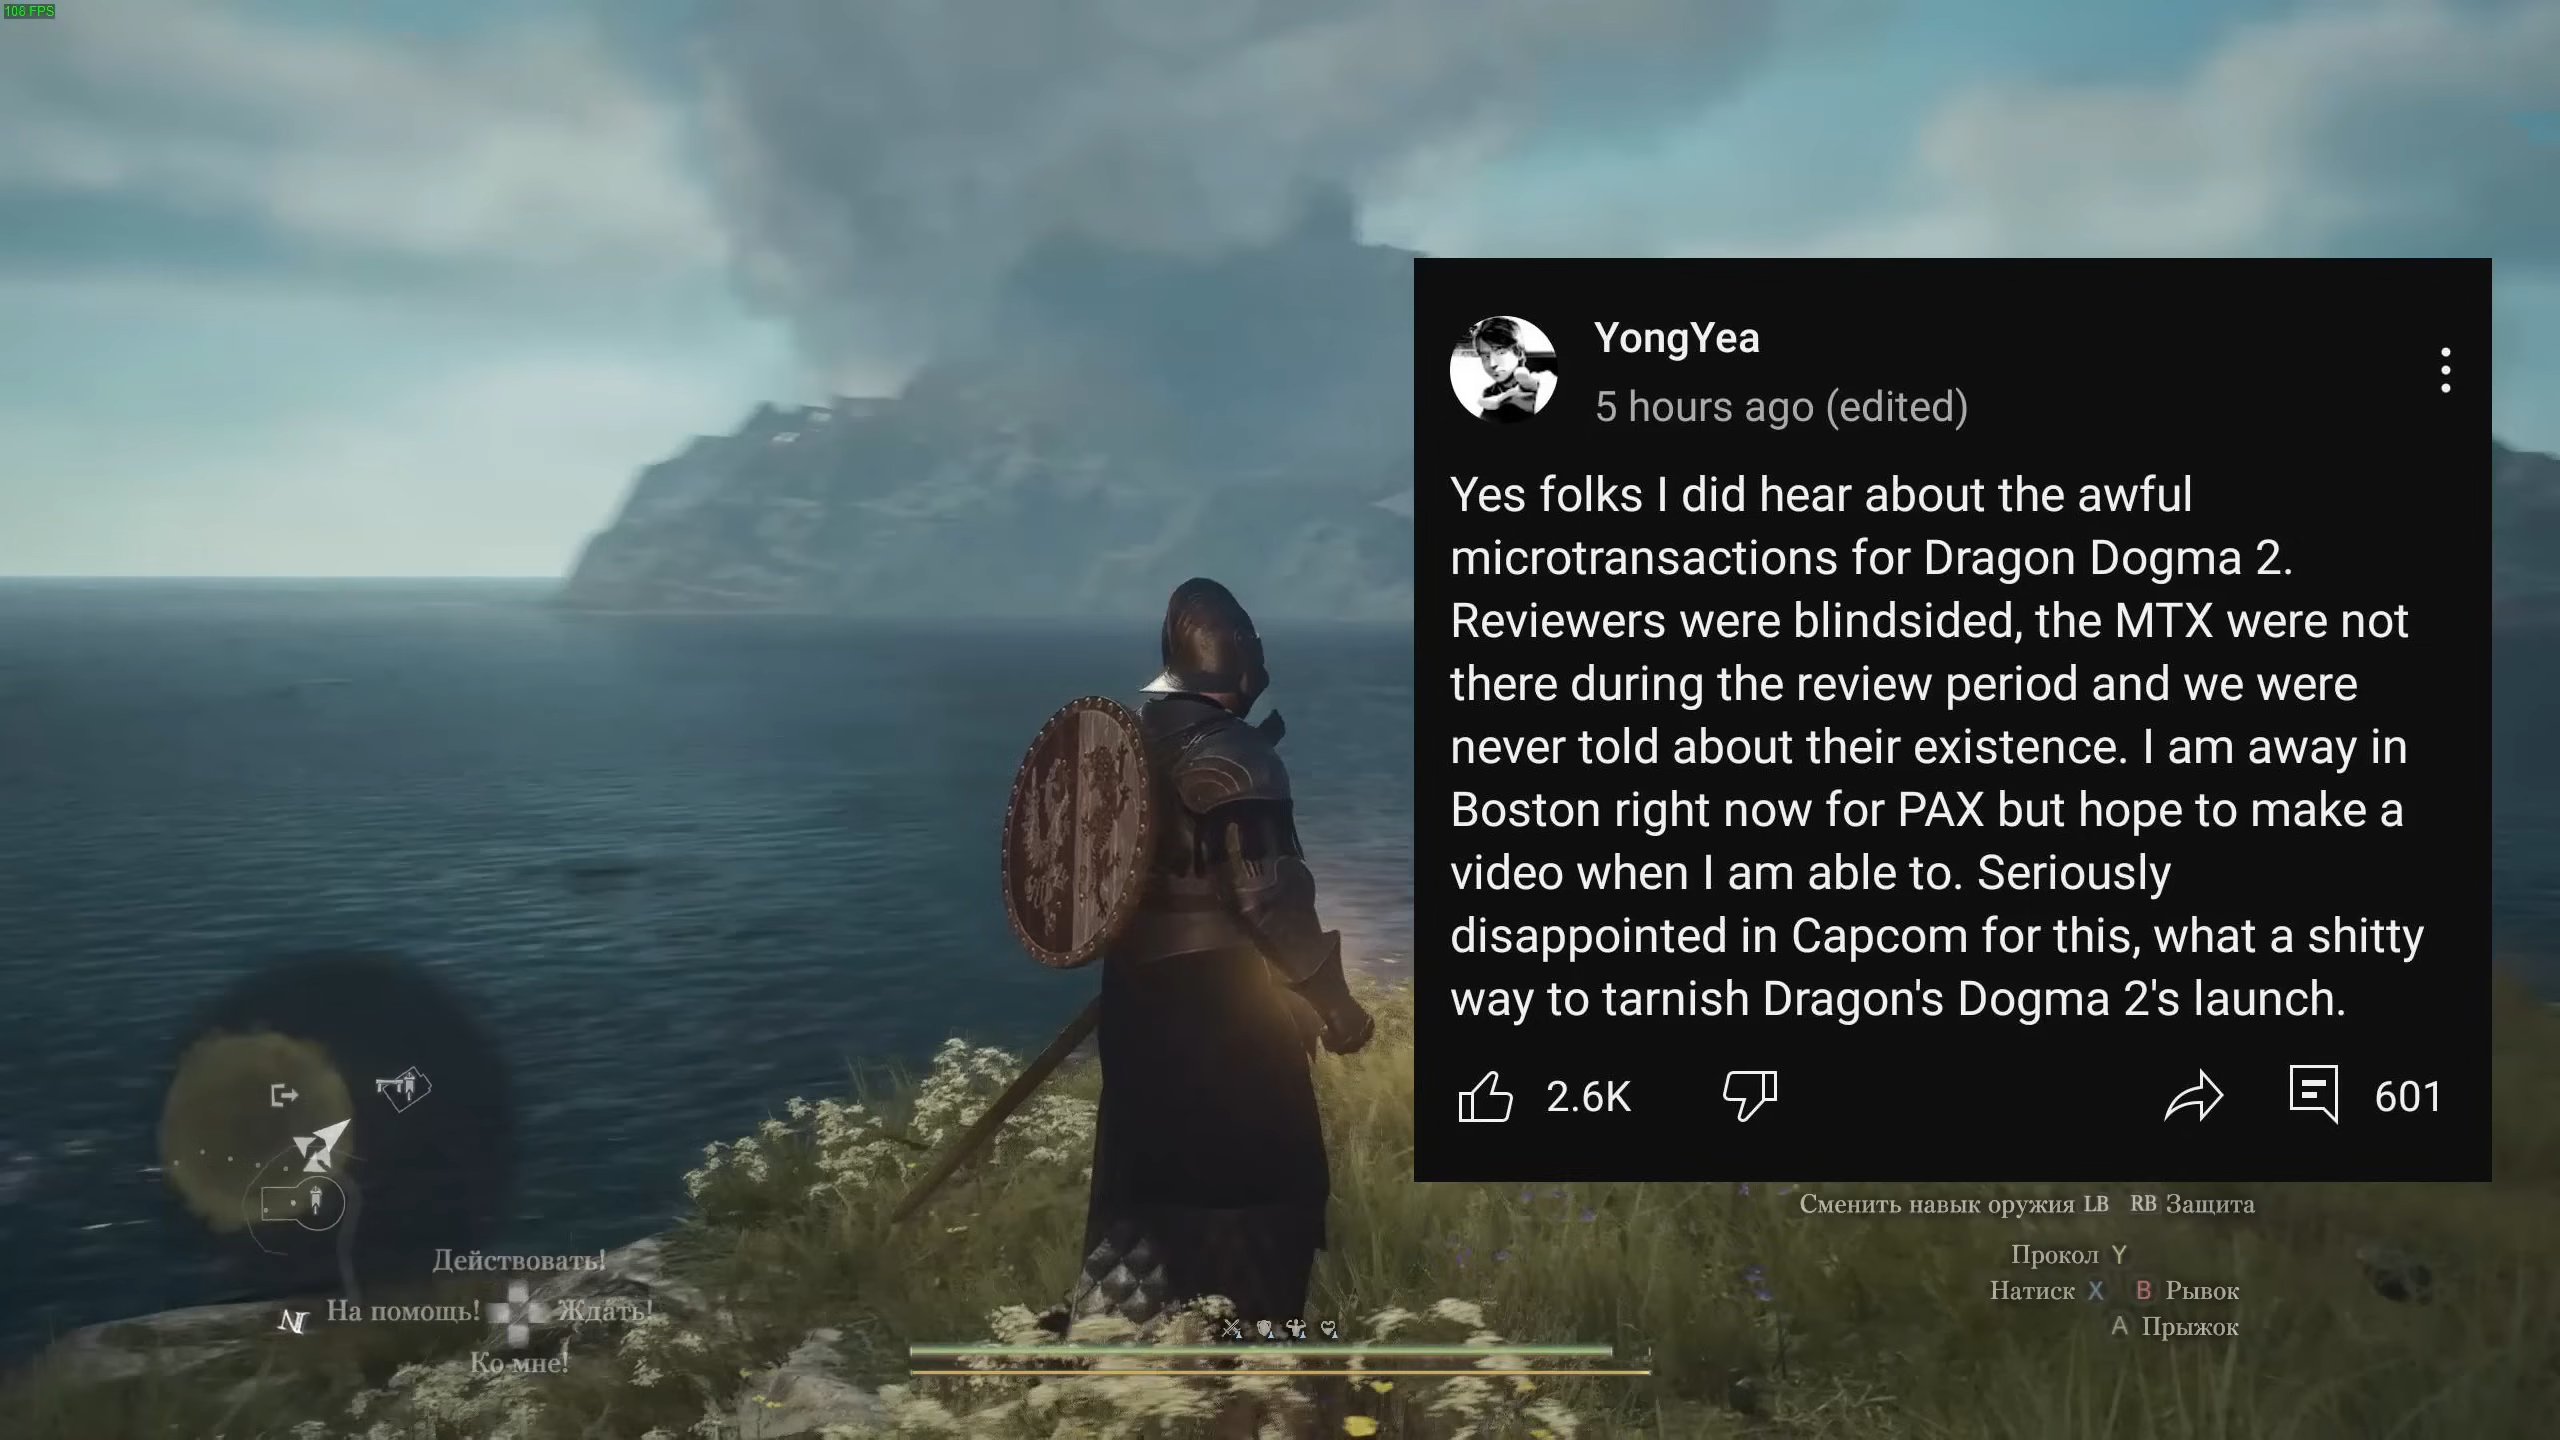 108 FPS
YongYea
5 hours ago (edited)
Yes folks I did hear about the awful
microtransactions for Dragon Dogma 2.
Reviewers were blindsided, the MTX were not
there during the review period and we were
never told about their existence. I am away in
Boston right now for PAX but hope to make a
video when I am able to. Seriously
disappointed in Capcom for this, what a shitty
way to tarnish Dragon's Dogma 2's launch.
2.6K
601
Сменить навык оружия LB RB Защита
Прокол Y
Натиск X B Рывок
A Прыжок
Действовать!
N На помощь! Ждать!
Ко мне!